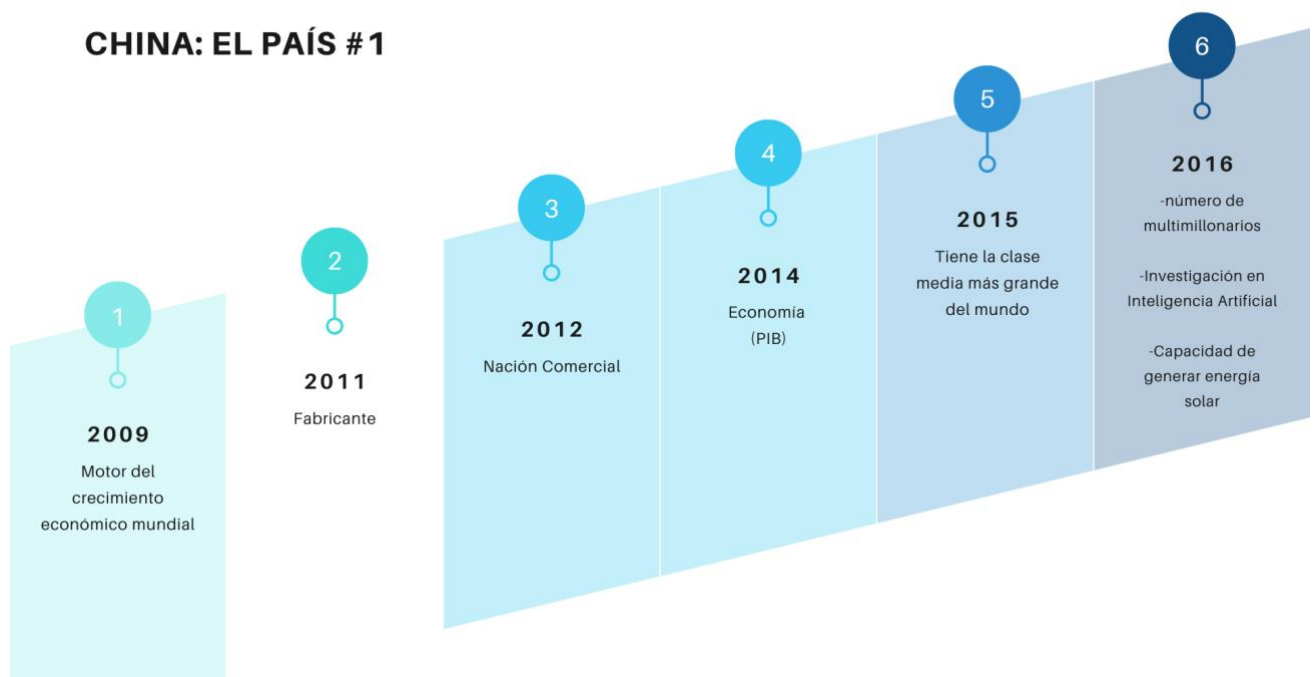 CHINA: EL PAÍS #1
1
2009
Motor del
crecimiento
económico mundial
2
2011
Fabricante
3
2012
Nación Comercial
4
2014
Economía
(PIB)
5
2015
Tiene la clase
media más grande
del mundo
6
2016
-número de
multimillonarios
-Investigación en
Inteligencia Artificial
-Capacidad de
generar energía
solar